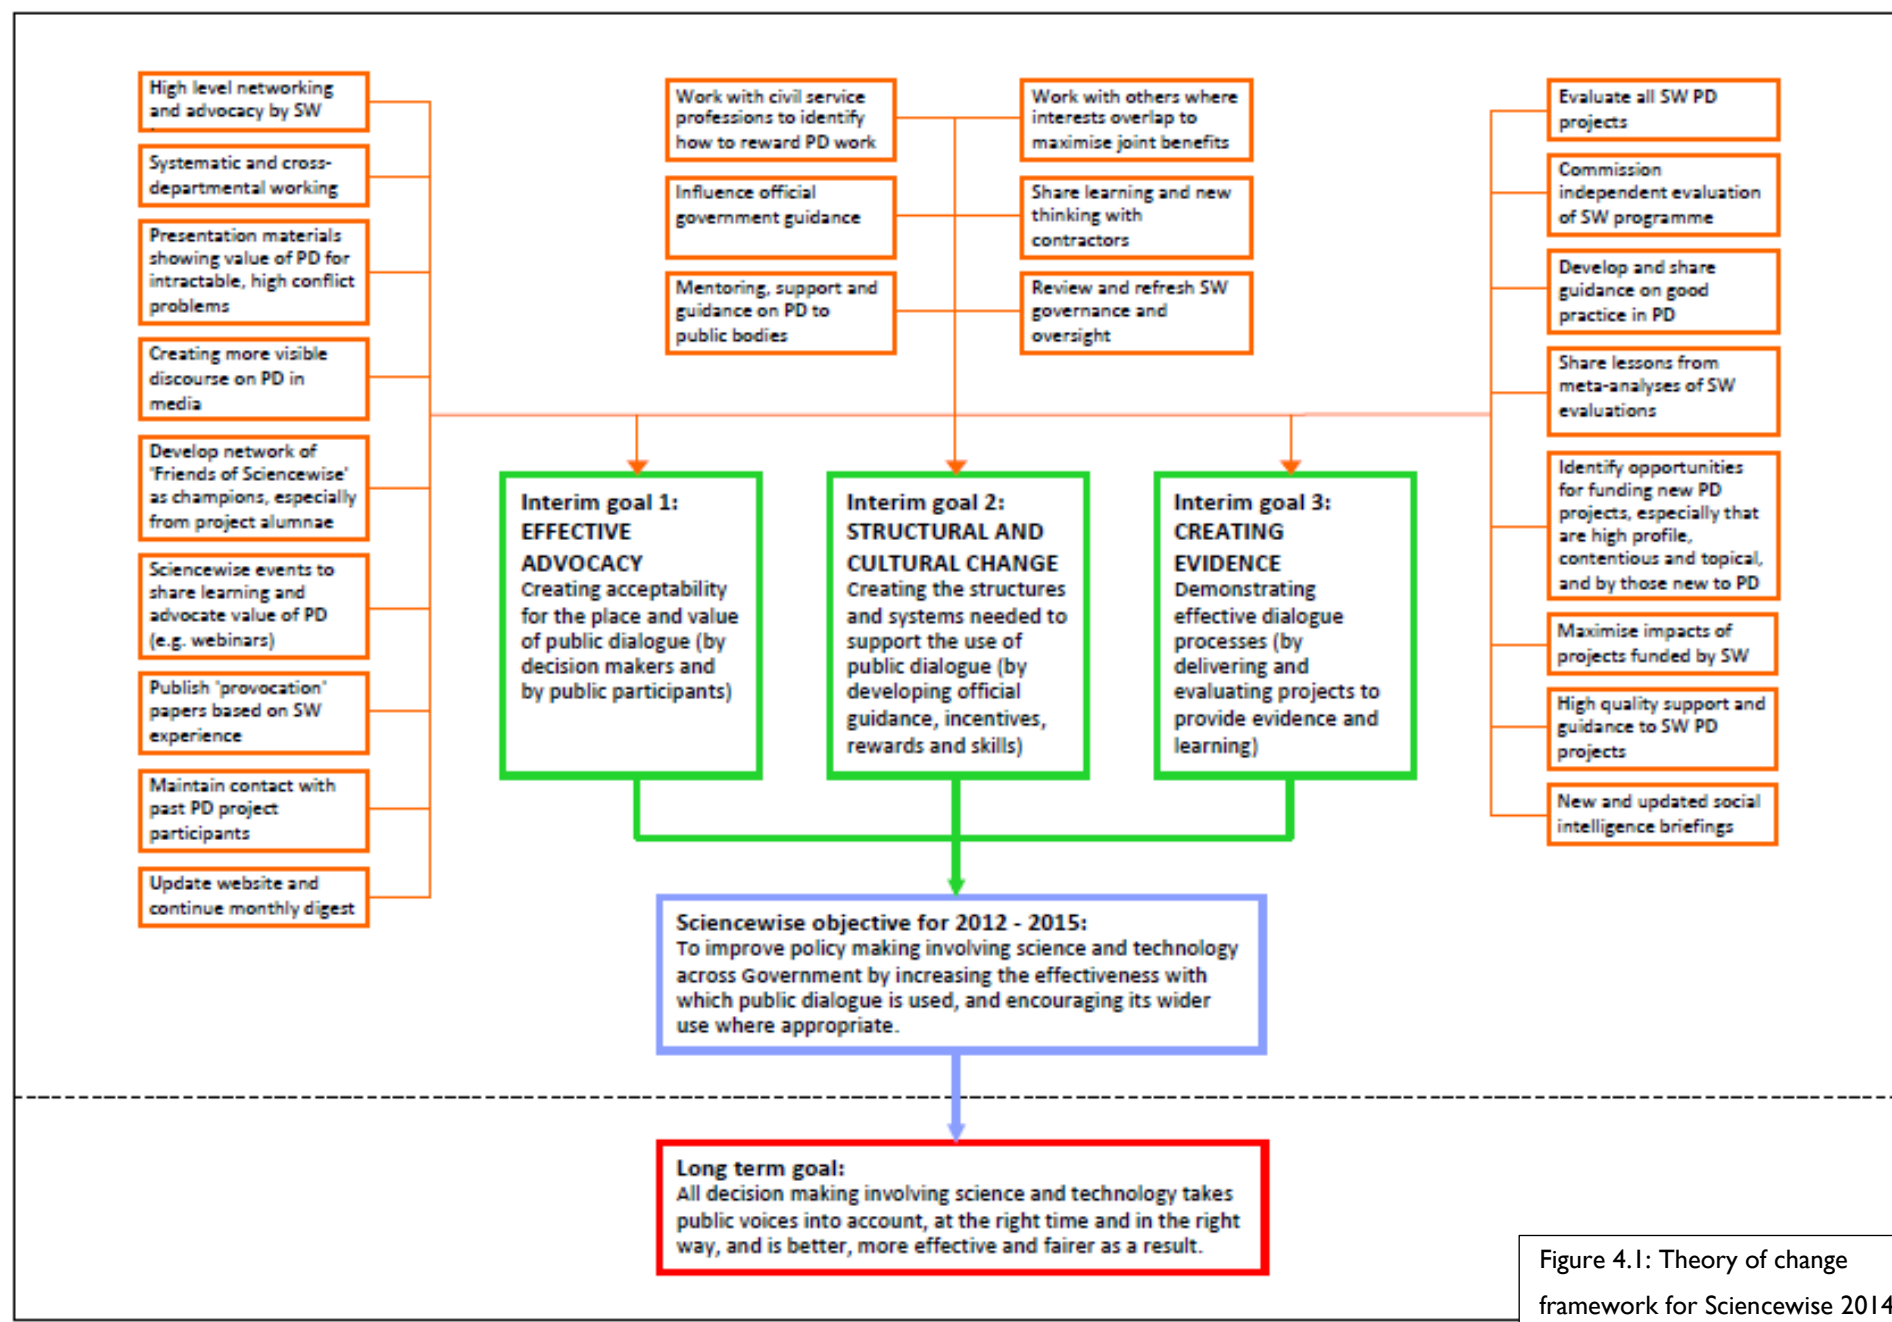 High level networking
and advocacy by SW
Systematic and cross-
departmental working
Presentation materials
showing value of PD for
intractable, high conflict
problems
Creating more visible
discourse on PD in
media
Develop network of
'Friends of Sciencewise'
as champions, especially
from project alumnae
Sciencewise events to
share learning and
advocate value of PD
(e.g. webinars)
Publish 'provocation'
papers based on SW
experience
Maintain contact with
past PD project
participants
Update website and
continue monthly digest
Work with civil service
professions to identify
how to reward PD work
Influence official
government guidance
Mentoring, support and
guidance on PD to
public bodies
Work with others where
interests overlap to
maximise joint benefits
Share learning and new
thinking with
contractors
Review and refresh SW
governance and
oversight
Evaluate all SW PD
projects
Commission
independent evaluation
of SW programme
Develop and share
guidance on good
practice in PD
Share lessons from
meta-analyses of SW
evaluations
Identify opportunities
for funding new PD
projects, especially that
are high profile,
contentious and topical,
and by those new to PD
Maximise impacts of
projects funded by SW
High quality support and
guidance to SW PD
projects
New and updated social
intelligence briefings
Interim goal 1:
EFFECTIVE
ADVOCACY
Creating acceptability
for the place and value
of public dialogue (by
decision makers and
by public participants)
Interim goal 2:
STRUCTURAL AND
CULTURAL CHANGE
Creating the structures
and systems needed to
support the use of
public dialogue (by
developing official
guidance, incentives,
rewards and skills)
Interim goal 3:
CREATING
EVIDENCE
Demonstrating
effective dialogue
processes (by
delivering and
evaluating projects to
provide evidence and
learning)
Sciencewise objective for 2012 - 2015:
To improve policy making involving science and technology
across Government by increasing the effectiveness with
which public dialogue is used, and encouraging its wider
use where appropriate.
Long term goal:
All decision making involving science and technology takes
public voices into account, at the right time and in the right
way, and is better, more effective and fairer as a result.
Figure 4.1: Theory of change
framework for Sciencewise 2014